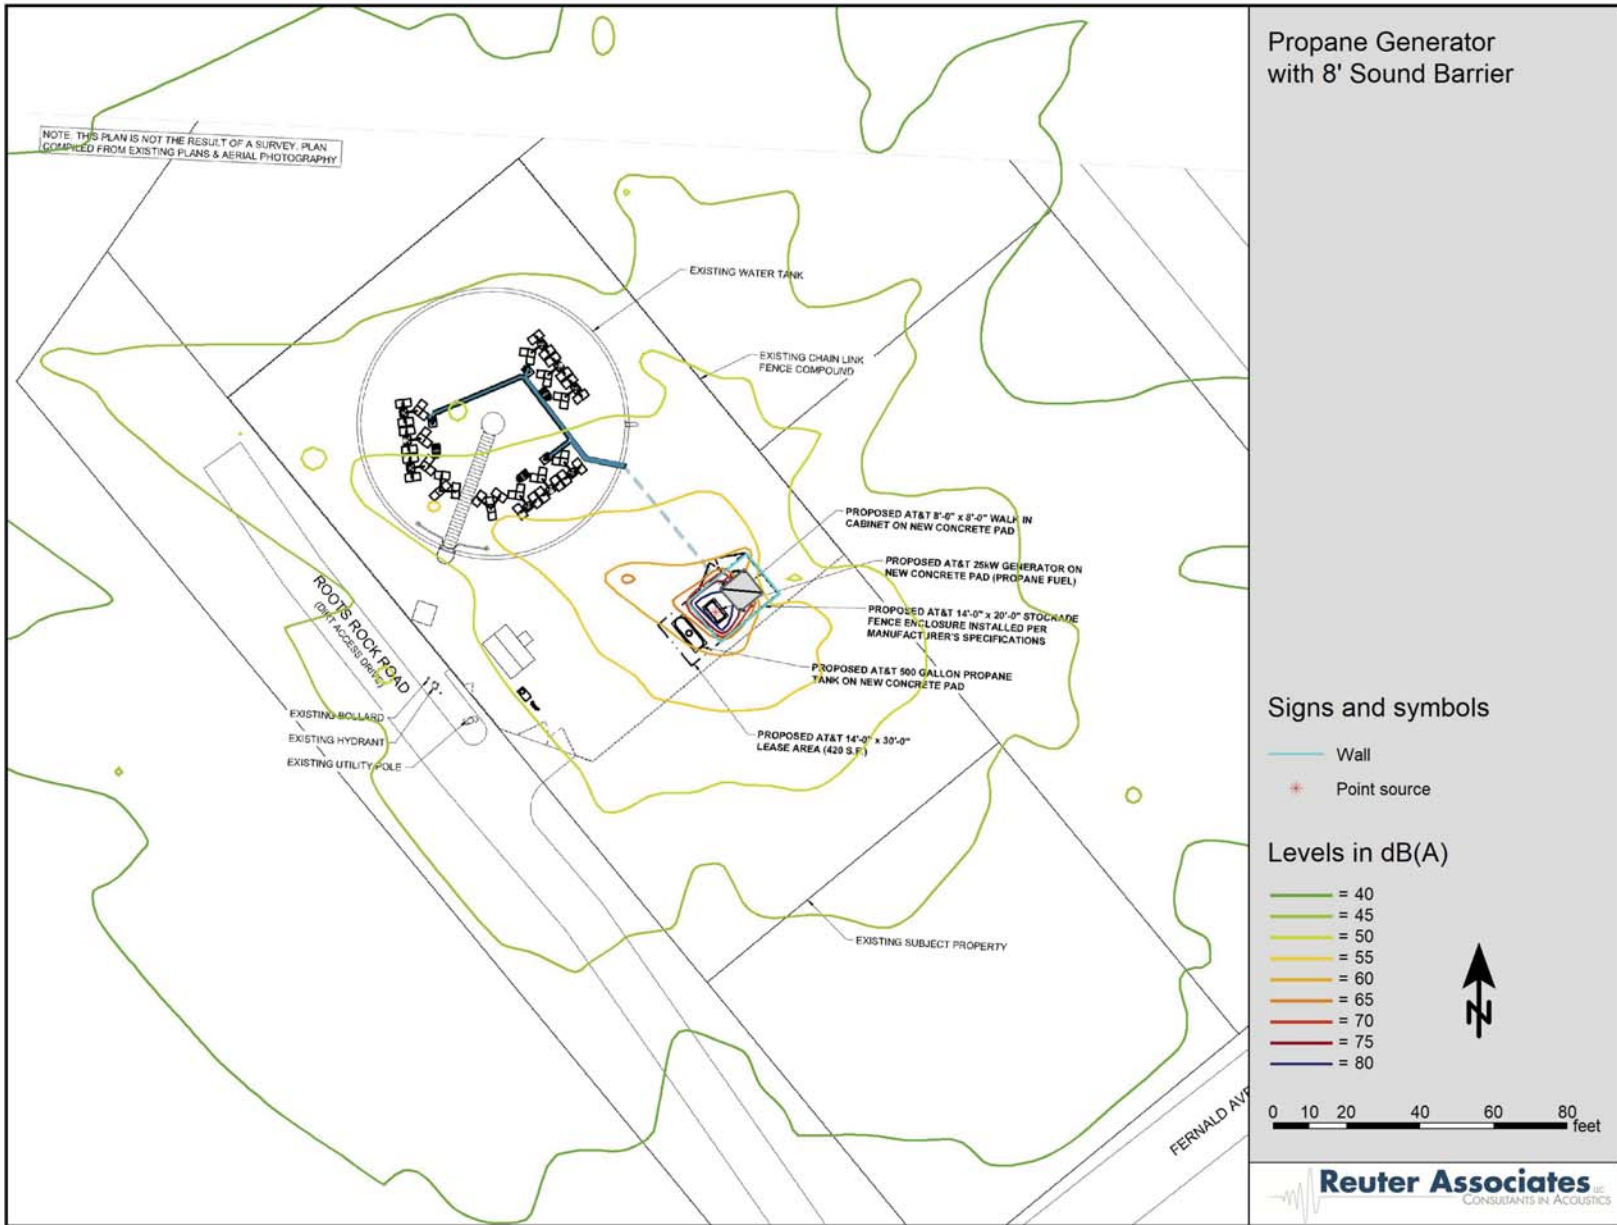 Propane Generator
with 8' Sound Barrier
NOTE: THIS PLAN IS NOT THE RESULT OF A SURVEY. PLAN
COMPILED FROM EXISTING PLANS & AERIAL PHOTOGRAPHY
EXISTING WATER TANK
EXISTING CHAIN LINK
FENCE COMPOUND
PROPOSED AT&T 8'-0" x 8'-0" WALK IN
CABINET ON NEW CONCRETE PAD
PROPOSED AT&T 25kW GENERATOR ON
NEW CONCRETE PAD (PROPANE FUEL)
PROPOSED AT&T 14'-0" x 20'-0" STOCKADE
FENCE ENCLOSURE INSTALLED PER
MANUFACTURER'S SPECIFICATIONS
PROPOSED AT&T 500 GALLON PROPANE
TANK ON NEW CONCRETE PAD
PROPOSED AT&T 14'-0" x 30'-0"
LEASE AREA (420 S.F.)
ROOTS ROCK ROAD
(DIRT ACCESS DRIVE)
EXISTING BOLLARD
EXISTING HYDRANT
EXISTING UTILITY POLE
EXISTING SUBJECT PROPERTY
FERNALD AVE
Signs and symbols
Wall
Point source
Levels in dB(A)
= 40
= 45
= 50
= 55
= 60
= 65
= 70
= 75
= 80
N
0 10 20 40 60 80
feet
Reuter Associates LLC
CONSULTANTS IN ACOUSTICS